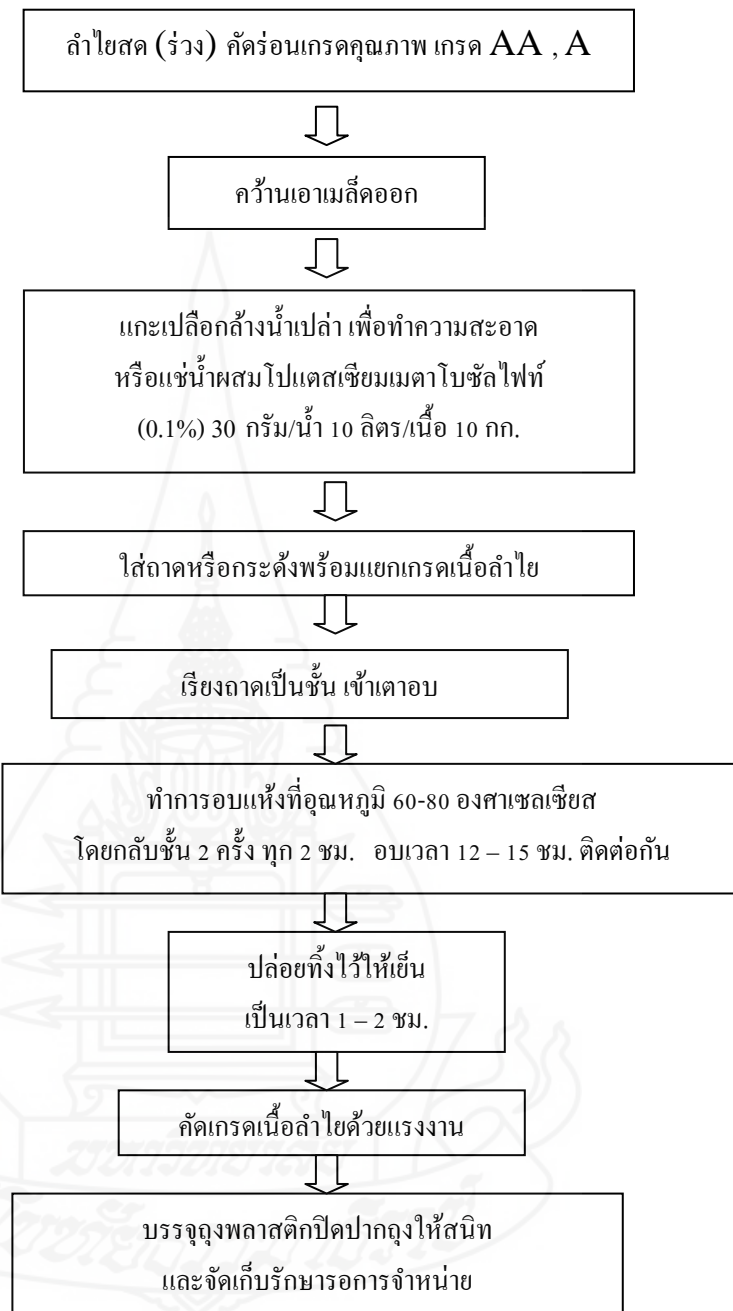 ลำไยสด (ร่วง) คัดร่อนเกรดคุณภาพ เกรด AA , A
คว้านเอาเมล็ดออก
แกะเปลือกล้างน้ำเปล่า เพื่อทำความสะอาด
หรือแช่น้ำผสมโปแตสเซียมเมตาโบซัลไฟท์
(0.1%) 30 กรัม/น้ำ 10 ลิตร/เนื้อ 10 กก.
ใส่ถาดหรือกระด้งพร้อมแยกเกรดเนื้อลำไย
เรียงถาดเป็นชั้น เข้าเตาอบ
ทำการอบแห้งที่อุณหภูมิ 60-80 องศาเซลเซียส
โดยกลับชั้น 2 ครั้ง ทุก 2 ชม. อบเวลา 12 – 15 ชม. ติดต่อกัน
ปล่อยทิ้งไว้ให้เย็น
เป็นเวลา 1 – 2 ชม.
คัดเกรดเนื้อลำไยด้วยแรงงาน
บรรจุถุงพลาสติกปิดปากถุงให้สนิท
และจัดเก็บรักษารอการจำหน่าย